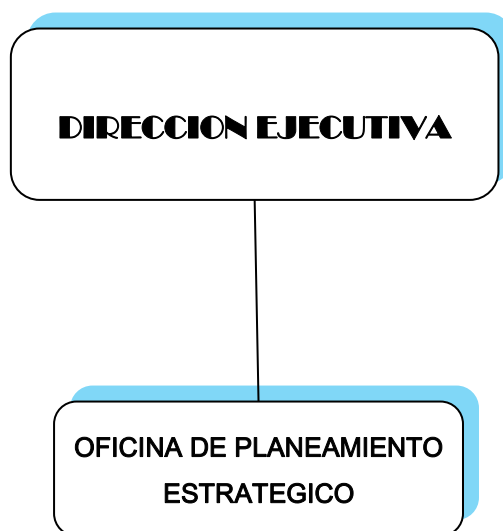 DIRECCION EJECUTIVA
OFICINA DE PLANEAMIENTO
ESTRATEGICO